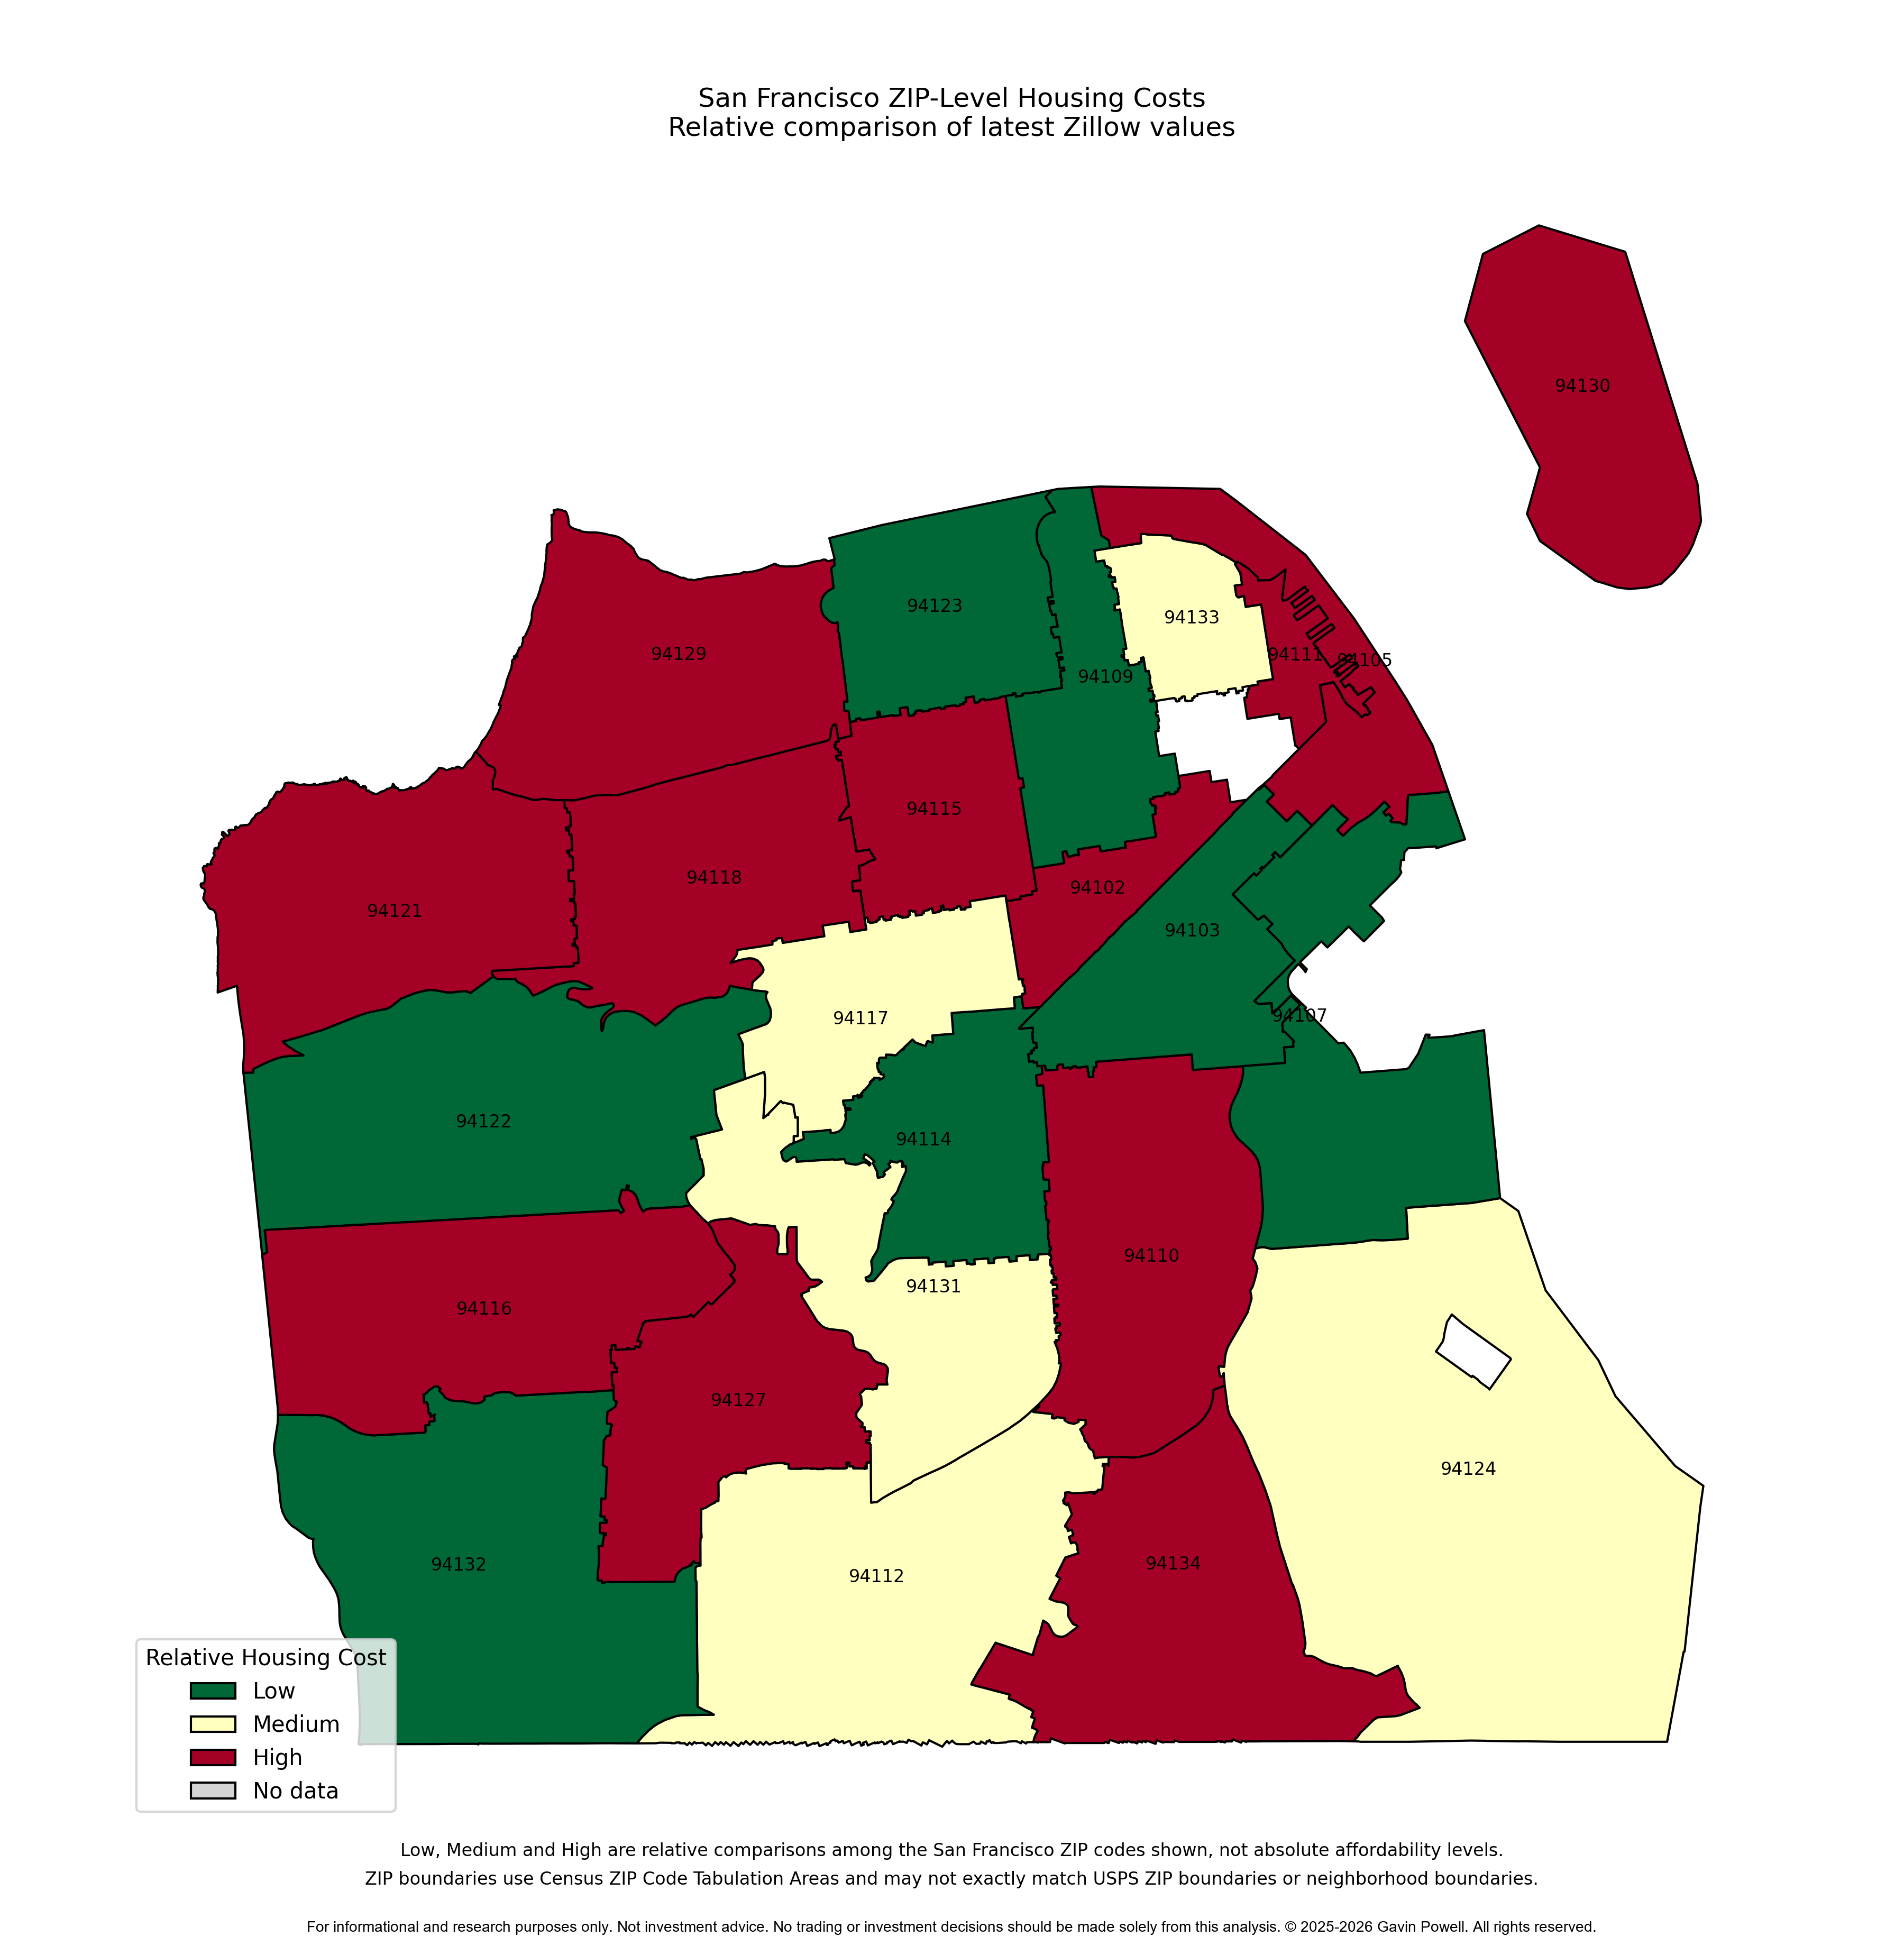 San Francisco ZIP-Level Housing Costs
Relative comparison of latest Zillow values
94130
94123
94133
94129
94111
94105
94109
94115
94118
94102
94121
94103
94117
94107
94122
94114
94110
94131
94116
94127
94124
94132
94134
94112
Relative Housing Cost
Low
Medium
High
No data
Low, Medium and High are relative comparisons among the San Francisco ZIP codes shown, not absolute affordability levels.
ZIP boundaries use Census ZIP Code Tabulation Areas and may not exactly match USPS ZIP boundaries or neighborhood boundaries.
For informational and research purposes only. Not investment advice. No trading or investment decisions should be made solely from this analysis. © 2025-2026 Gavin Powell. All rights reserved.